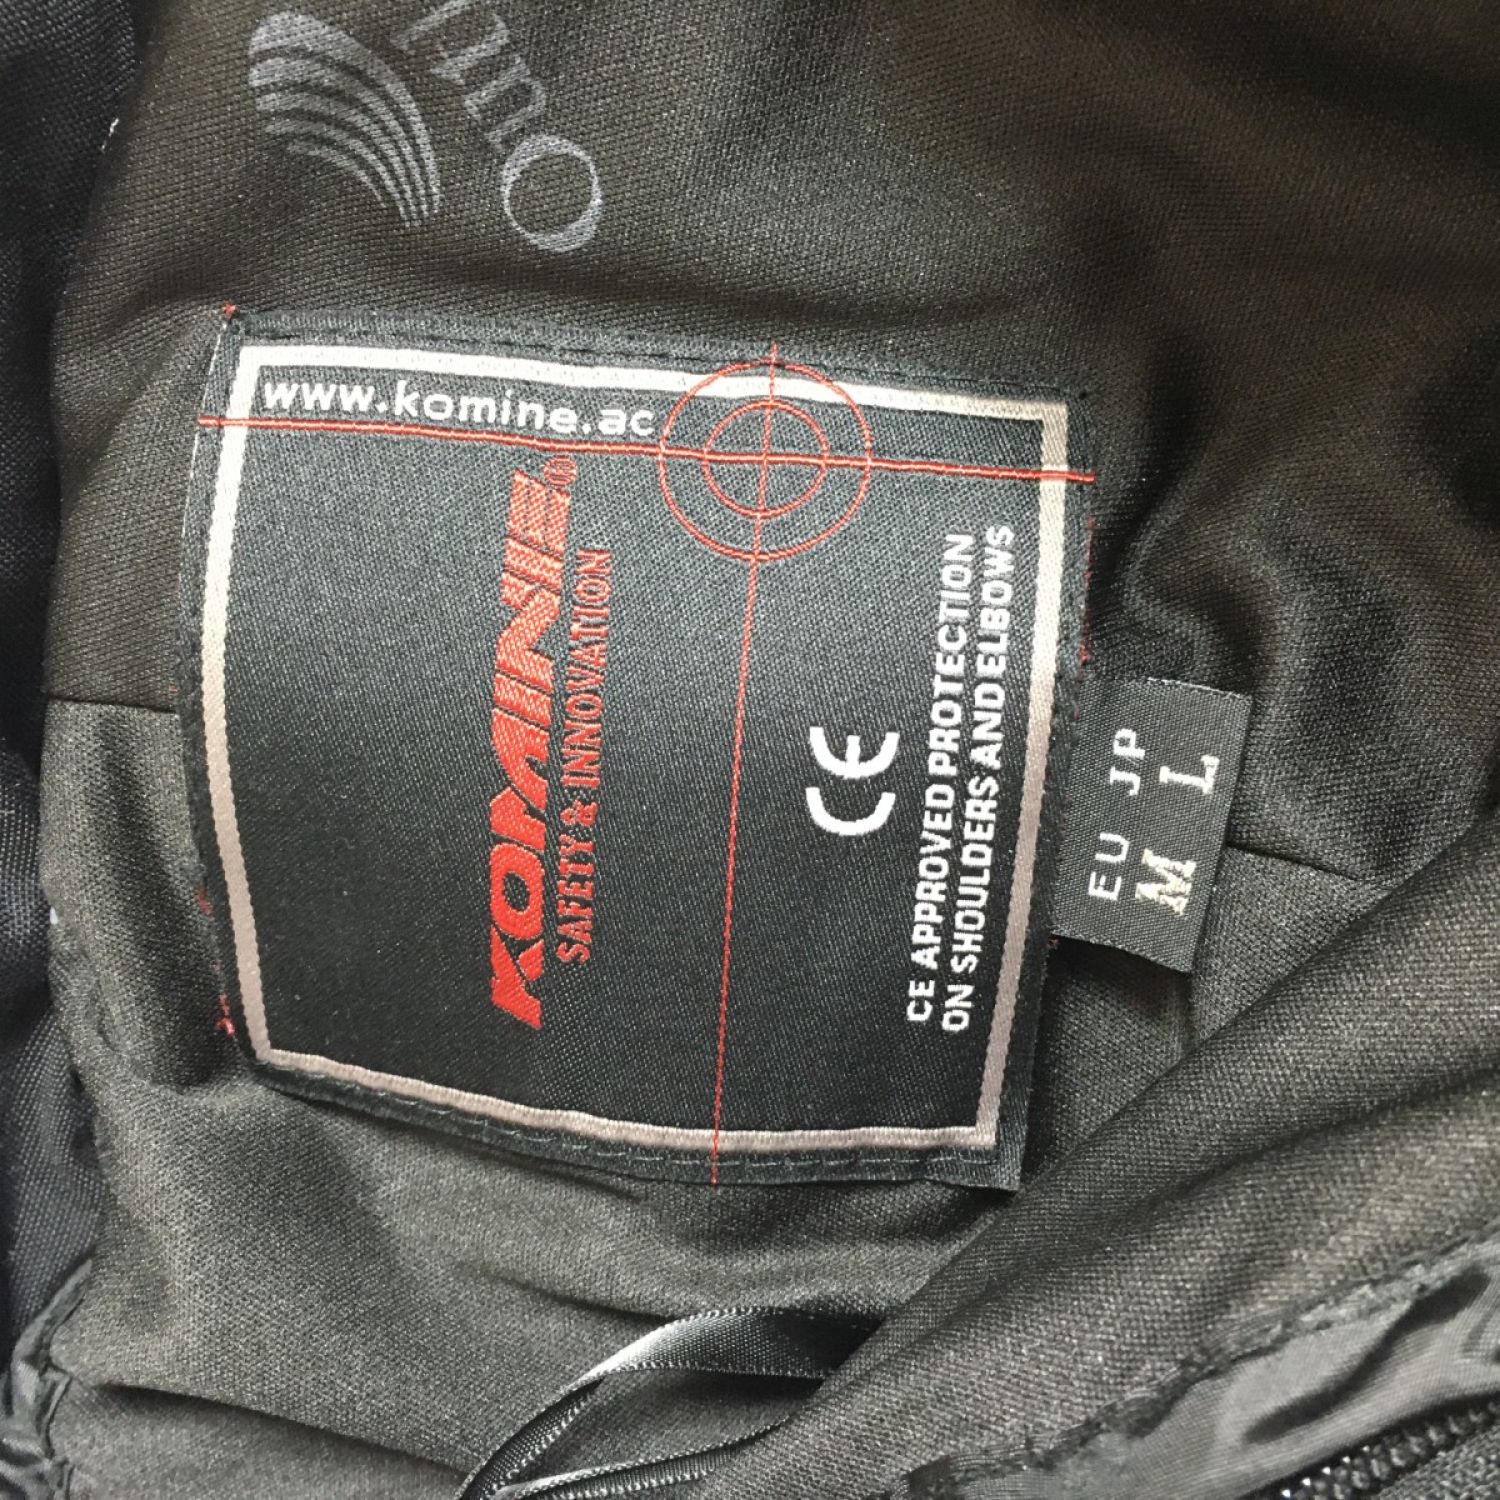 www.komine.ac
KOMINE®
SAFETY & INNOVATION
CE
CE APPROVED PROTECTION
ON SHOULDERS AND ELBOWS
EU JP
M L